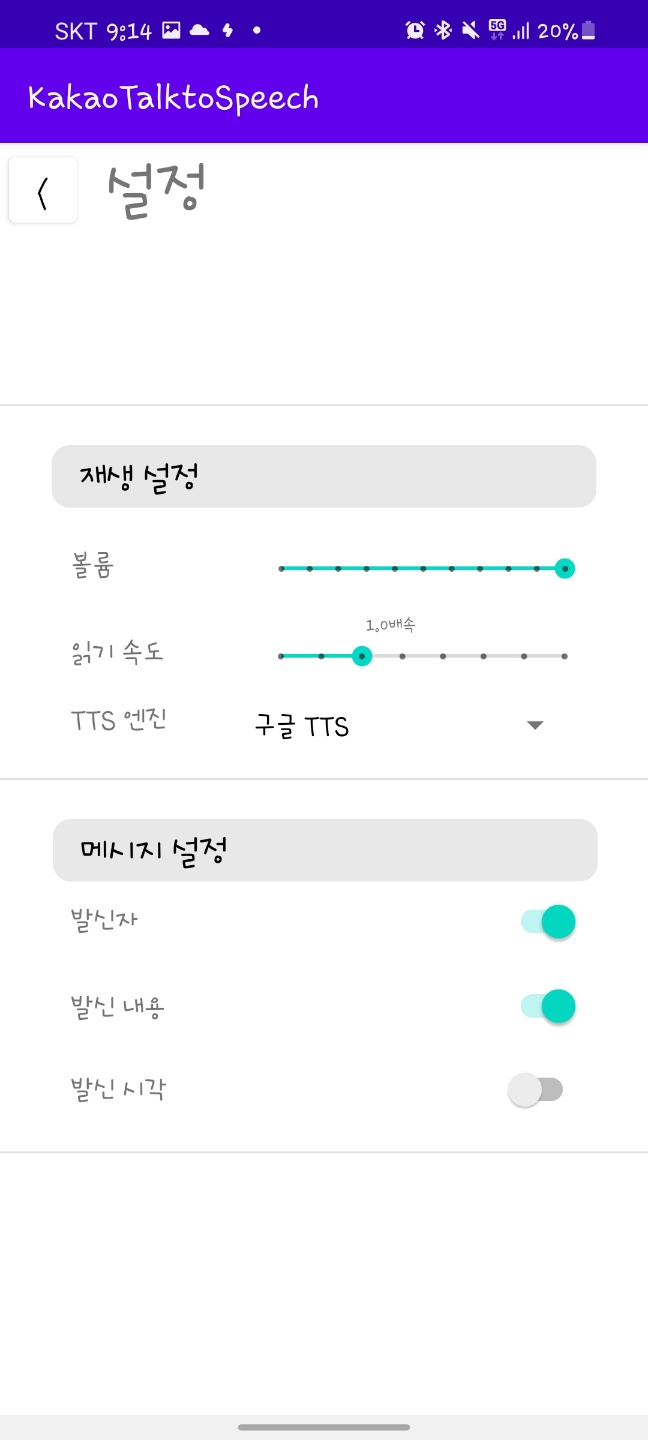 SKT 9:14 5G 20%
KakaoTalktoSpeech
설정
재생 설정
볼륨
1.0배속
읽기 속도
TTS 엔진 구글 TTS
메시지 설정
발신자
발신 내용
발신 시각